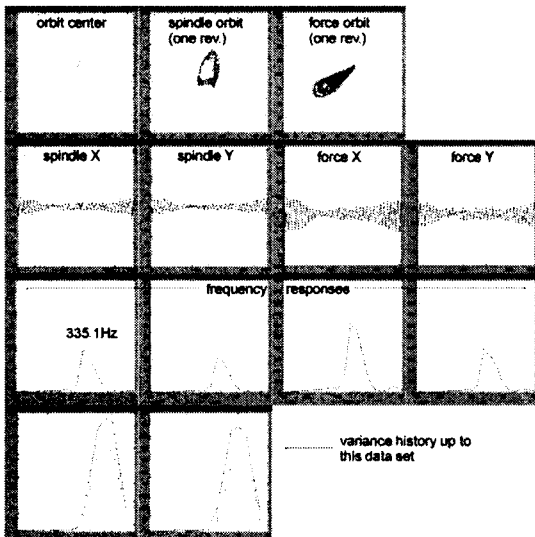 orbit center
spindle orbit
(one rev.)
force orbit
(one rev.)
spindle X
spindle Y
force X
force Y
frequency responses
335.1Hz
variance history up to
this data set